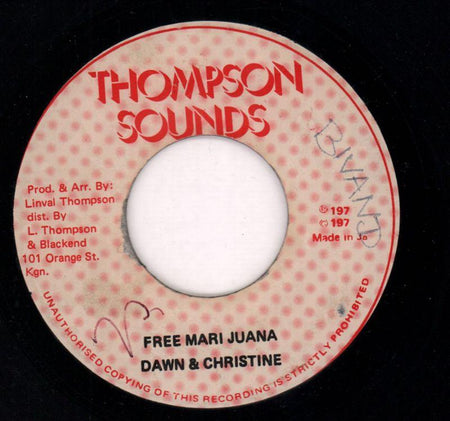 THOMPSON
SOUNDS
Prod. & Arr. By:
Linval Thompson
dist. By
L. Thompson
& Blackend
101 Orange St.
Kgn.
℗ 197
© 197
Made in Ja
BIVAND
FREE MARI JUANA
DAWN & CHRISTINE
UNAUTHORISED COPYING OF THIS RECORDING IS STRICTLY PROHIBITED